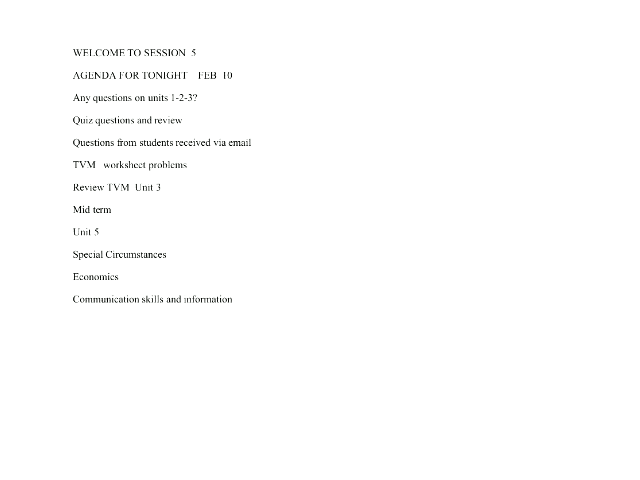 WELCOME TO SESSION 5
AGENDA FOR TONIGHT FEB 10
Any questions on units 1-2-3?
Quiz questions and review
Questions from students received via email
TVM worksheet problems
Review TVM Unit 3
Mid term
Unit 5
Special Circumstances
Economics
Communication skills and information